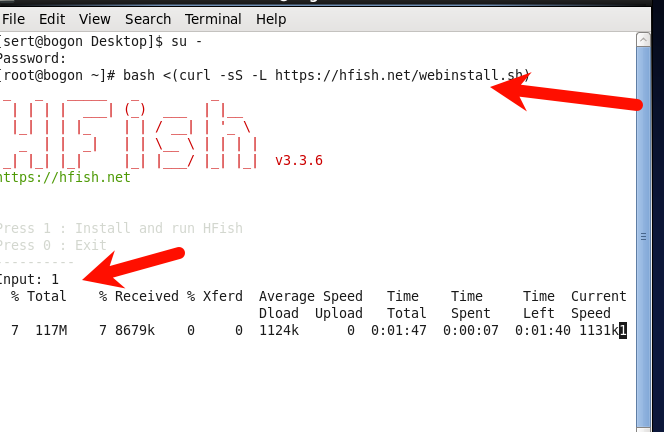 File Edit View Search Terminal Help
[sert@bogon Desktop]$ su -
Password:
[root@bogon ~]# bash <(curl -sS -L https://hfish.net/webinstall.sh)
HFish
v3.3.6
https://hfish.net
Press 1 : Install and run HFish
Press 0 : Exit
----------
Input: 1
% Total % Received % Xferd Average Speed Time Time Time Current
Dload Upload Total Spent Left Speed
7 117M 7 8679k 0 0 1124k 0 0:01:47 0:00:07 0:01:40 1131k1